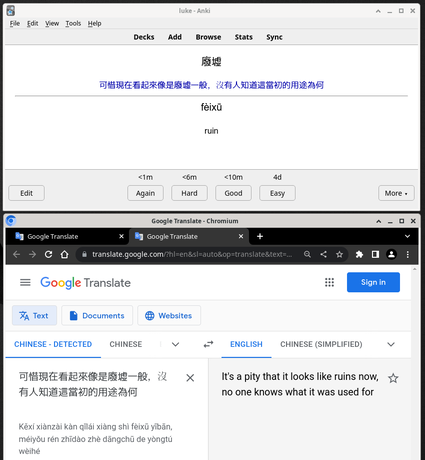 luke - Anki
File Edit View Tools Help
Decks Add Browse Stats Sync
廢墟
可惜現在看起來像是廢墟一般，沒有人知道這當初的用途為何
fèixū
ruin
<1m <6m <10m 4d
Edit Again Hard Good Easy More
Google Translate - Chromium
Google Translate Google Translate
translate.google.com/?hl=en&sl=auto&op=translate&text=...
Google Translate Sign in
Text Documents Websites
CHINESE - DETECTED CHINESE ENGLISH CHINESE (SIMPLIFIED)
可惜現在看起來像是廢墟一般，沒
有人知道這當初的用途為何
It's a pity that it looks like ruins now,
no one knows what it was used for
Kěxí xiànzài kàn qǐlái xiàng shì fèixū yībān,
méiyǒu rén zhīdào zhè dāngchū de yòngtú
wèihé